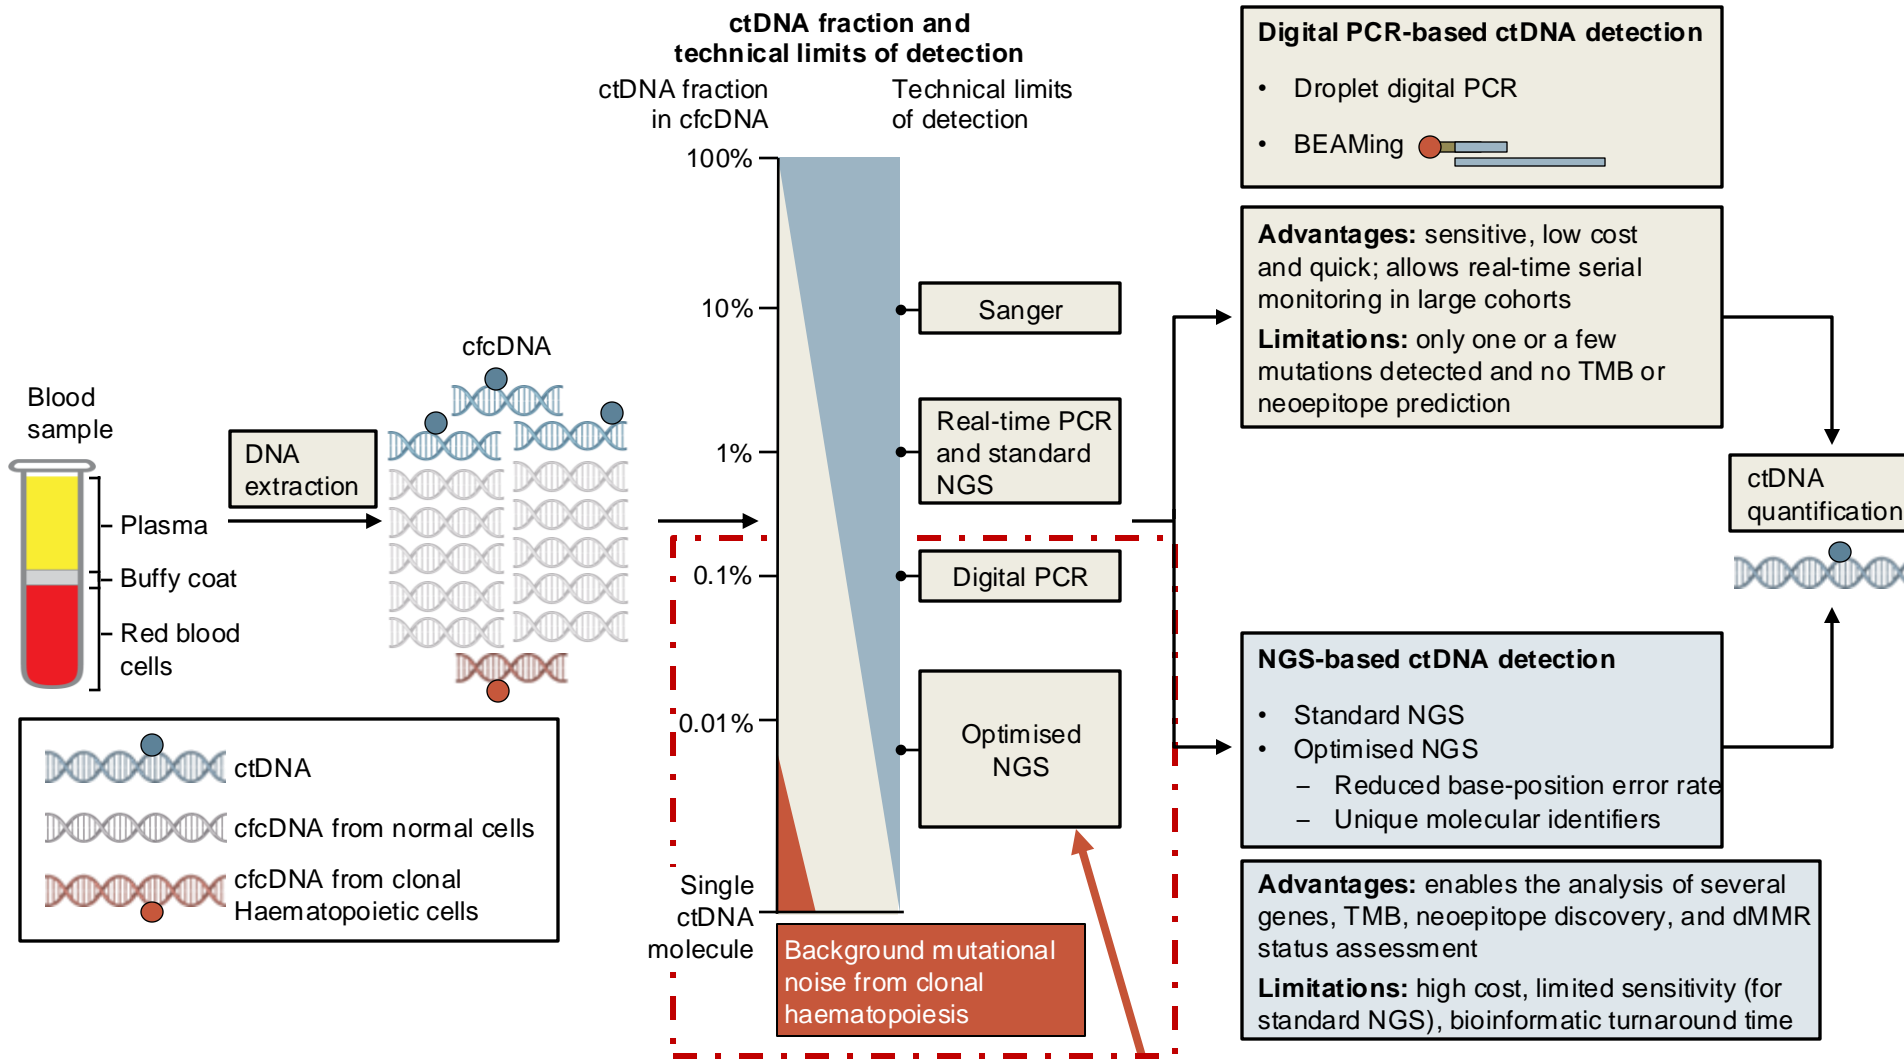 ctDNA fraction and
technical limits of detection
ctDNA fraction
in cfcDNA
Technical limits
of detection
100%
10%
1%
0.1%
0.01%
Single
ctDNA
molecule
Sanger
Real-time PCR
and standard
NGS
Digital PCR
Optimised
NGS
Background mutational
noise from clonal
haematopoiesis
Blood
sample
Plasma
Buffy coat
Red blood
cells
DNA
extraction
cfcDNA
ctDNA
cfcDNA from normal cells
cfcDNA from clonal
Haematopoietic cells
Digital PCR-based ctDNA detection
• Droplet digital PCR
• BEAMing
Advantages: sensitive, low cost
and quick; allows real-time serial
monitoring in large cohorts
Limitations: only one or a few
mutations detected and no TMB or
neoepitope prediction
ctDNA
quantification
NGS-based ctDNA detection
• Standard NGS
• Optimised NGS
– Reduced base-position error rate
– Unique molecular identifiers
Advantages: enables the analysis of several
genes, TMB, neoepitope discovery, and dMMR
status assessment
Limitations: high cost, limited sensitivity (for
standard NGS), bioinformatic turnaround time